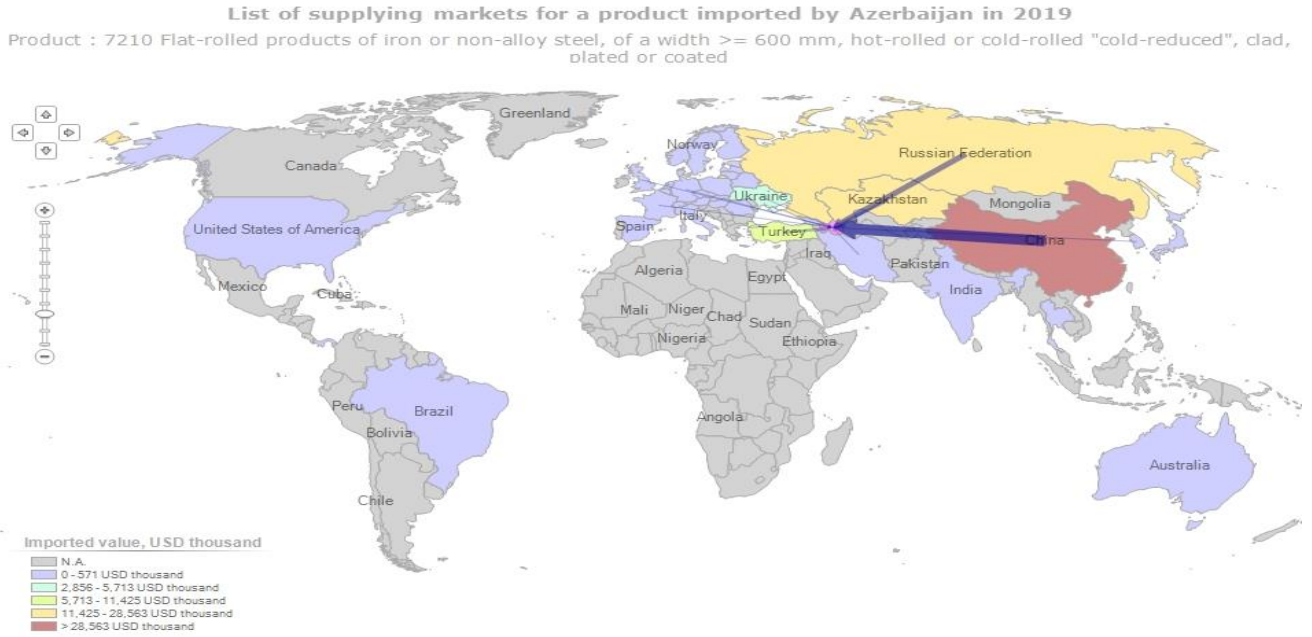 List of supplying markets for a product imported by Azerbaijan in 2019
Product : 7210 Flat-rolled products of iron or non-alloy steel, of a width >= 600 mm, hot-rolled or cold-rolled "cold-reduced", clad,
plated or coated
Greenland
Norway
Russian Federation
Canada
Ukraine
Kazakhstan
Mongolia
United States of America
Spain
Italy
Turkey
China
Iraq
Pakistan
Mexico
Cuba
Algeria
Egypt
India
Mali
Niger
Chad
Sudan
Nigeria
Ethiopia
Peru
Brazil
Angola
Bolivia
Australia
Chile
Imported value, USD thousand
N.A.
0 - 571 USD thousand
2,856 - 5,713 USD thousand
5,713 - 11,425 USD thousand
11,425 - 28,563 USD thousand
> 28,563 USD thousand